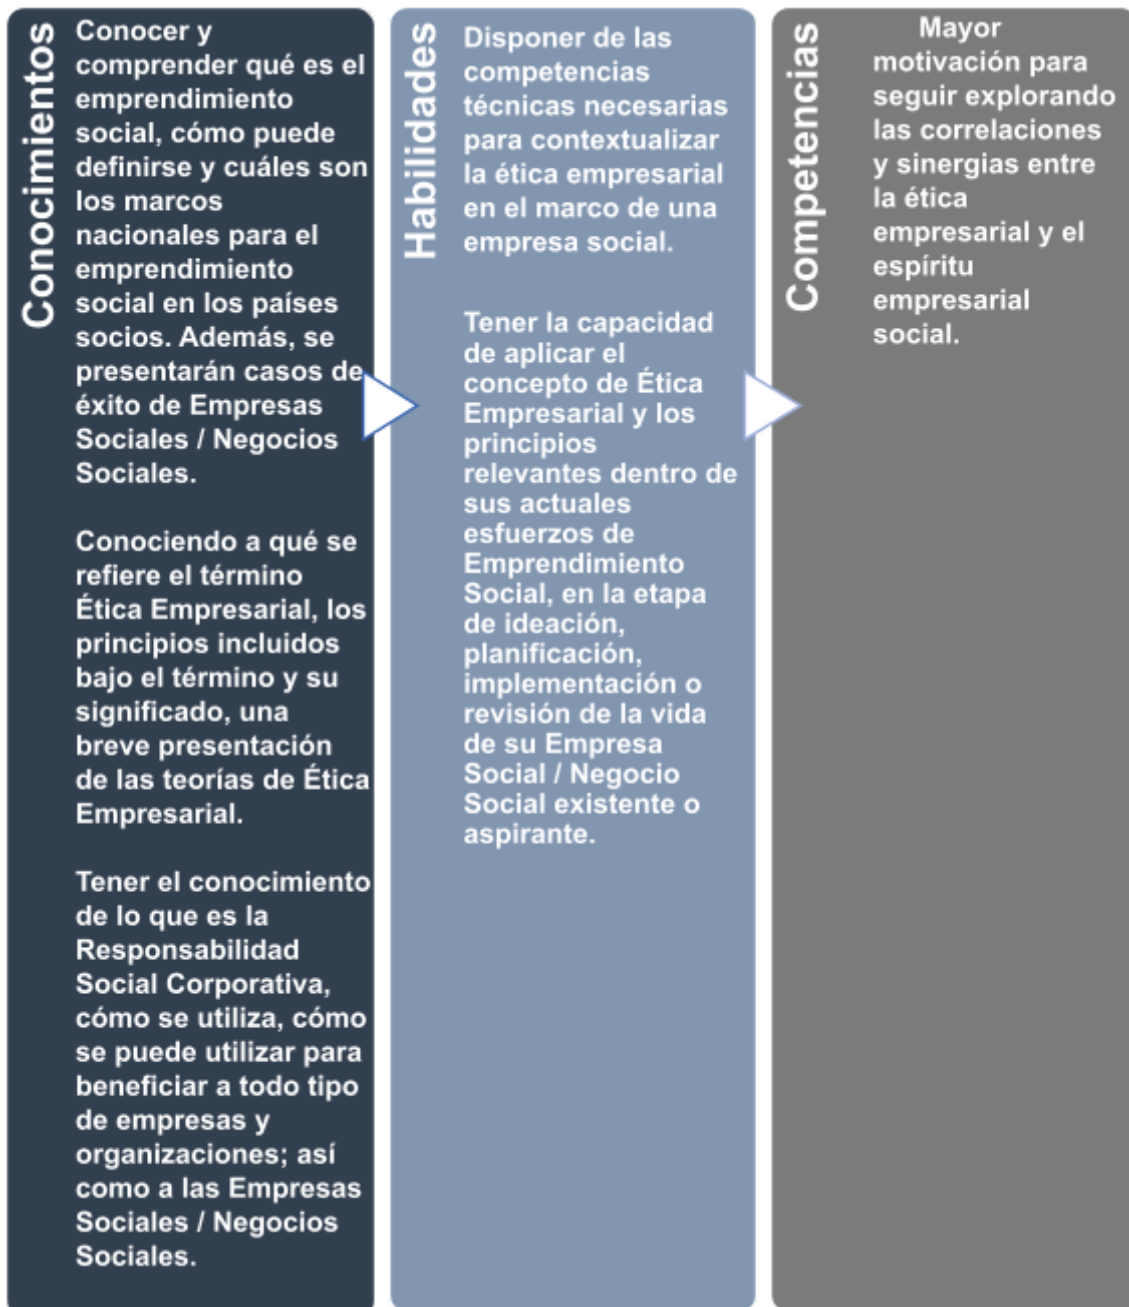 Conocimientos
Conocer y
comprender qué es el
emprendimiento
social, cómo puede
definirse y cuáles son
los marcos
nacionales para el
emprendimiento
social en los países
socios. Además, se
presentarán casos de
éxito de Empresas
Sociales / Negocios
Sociales.
Conociendo a qué se
refiere el término
Ética Empresarial, los
principios incluidos
bajo el término y su
significado, una
breve presentación
de las teorías de Ética
Empresarial.
Tener el conocimiento
de lo que es la
Responsabilidad
Social Corporativa,
cómo se utiliza, cómo
se puede utilizar para
beneficiar a todo tipo
de empresas y
organizaciones; así
como a las Empresas
Sociales / Negocios
Sociales.
Habilidades
Disponer de las
competencias
técnicas necesarias
para contextualizar
la ética empresarial
en el marco de una
empresa social.
Tener la capacidad
de aplicar el
concepto de Ética
Empresarial y los
principios
relevantes dentro de
sus actuales
esfuerzos de
Emprendimiento
Social, en la etapa
de ideación,
planificación,
implementación o
revisión de la vida
de su Empresa
Social / Negocio
Social existente o
aspirante.
Competencias
Mayor
motivación para
seguir explorando
las correlaciones
y sinergias entre
la ética
empresarial y el
espíritu
empresarial
social.